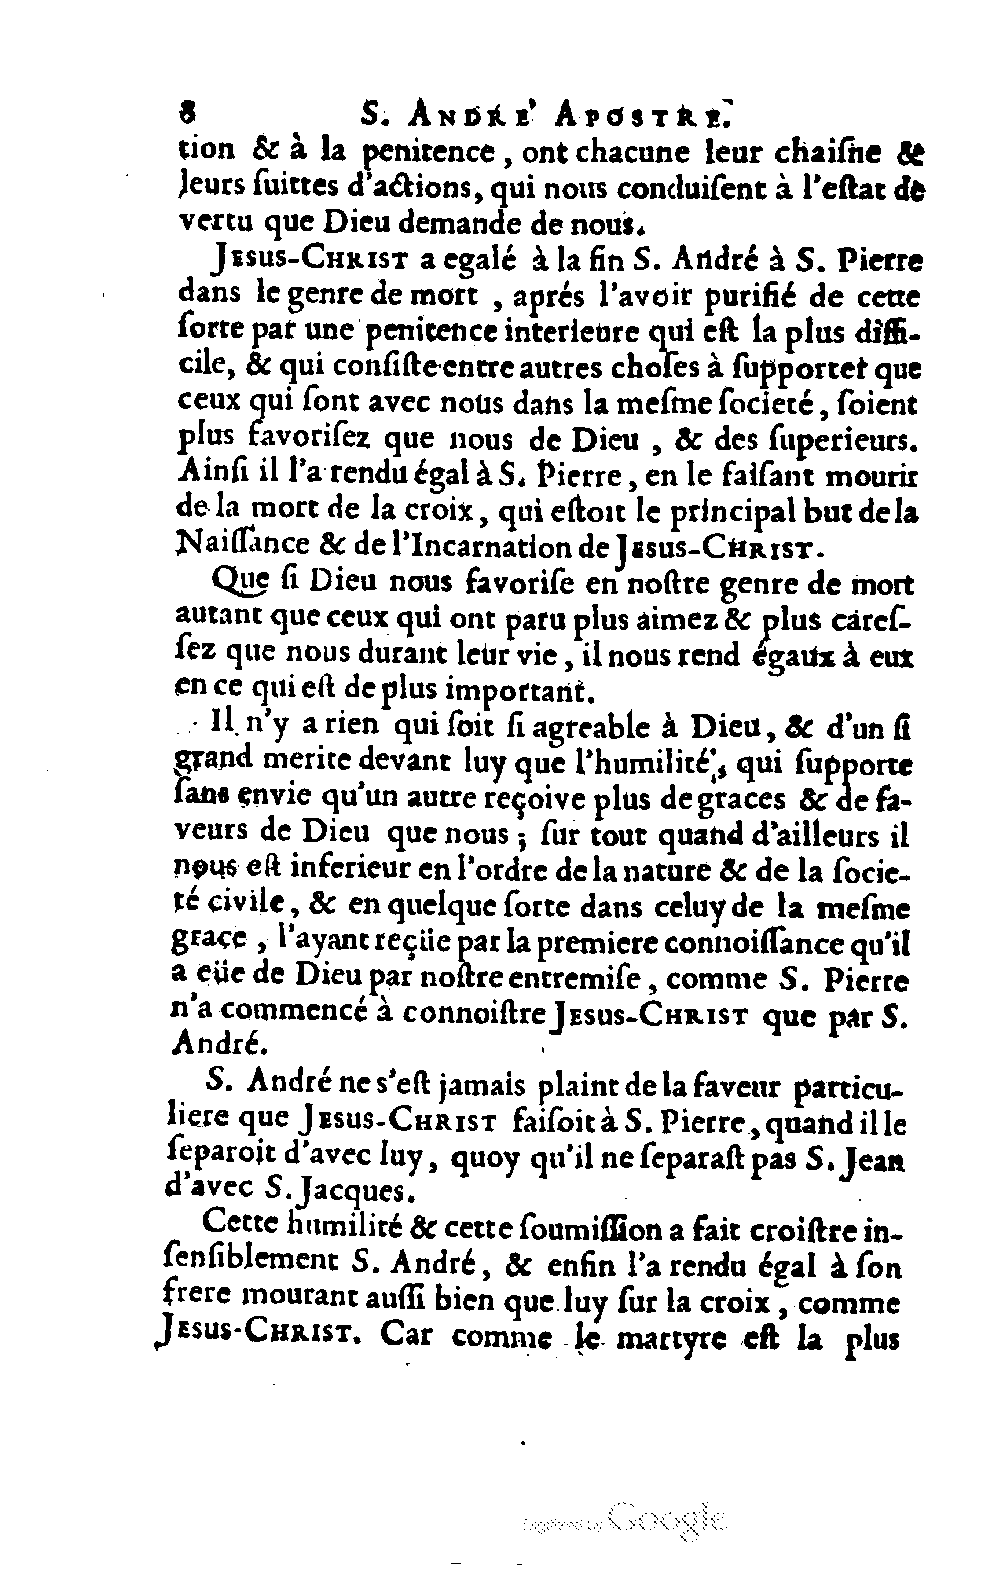 8 S. ANDRÉ APOSTRE.
tion & à la penitence, ont chacune leur chaiſne &
leurs ſuittes d'actions, qui nous conduiſent à l'eſtat de
vertu que Dieu demande de nous.
JESUS-CHRIST a egalé à la fin S. André à S. Pierre
dans le genre de mort, aprés l'avoir purifié de cette
ſorte par une penitence interieure qui eſt la plus diffi-
cile, & qui conſiſte entre autres choſes à ſupporter que
ceux qui ſont avec nous dans la meſme ſocieté, ſoient
plus favoriſez que nous de Dieu, & des ſuperieurs.
Ainſi il l'a rendu égal à S. Pierre, en le faiſant mourir
de la mort de la croix, qui eſtoit le principal but de la
Naiſſance & de l'Incarnation de JESUS-CHRIST.
Que ſi Dieu nous favoriſe en noſtre genre de mort
autant que ceux qui ont paru plus aimez & plus careſ-
ſez que nous durant leur vie, il nous rend égaux à eux
en ce qui eſt de plus important.
Il n'y a rien qui ſoit ſi agreable à Dieu, & d'un ſi
grand merite devant luy que l'humilité, qui ſupporte
ſans envie qu'un autre reçoive plus de graces & de fa-
veurs de Dieu que nous; ſur tout quand d'ailleurs il
nous eſt inferieur en l'ordre de la nature & de la ſocie-
té civile, & en quelque ſorte dans celuy de la meſme
grace, l'ayant reçüe par la premiere connoiſſance qu'il
a eüe de Dieu par noſtre entremiſe, comme S. Pierre
n'a commencé à connoiſtre JESUS-CHRIST que par S.
André.
S. André ne s'eſt jamais plaint de la faveur particu-
liere que JESUS-CHRIST faiſoit à S. Pierre, quand il le
ſeparoit d'avec luy, quoy qu'il ne ſeparaſt pas S. Jean
d'avec S. Jacques.
Cette humilité & cette ſoumiſſion a fait croiſtre in-
ſenſiblement S. André, & enfin l'a rendu égal à ſon
frere mourant auſſi bien que luy ſur la croix, comme
JESUS-CHRIST. Car comme le martyre eſt la plus
Digitized by Google